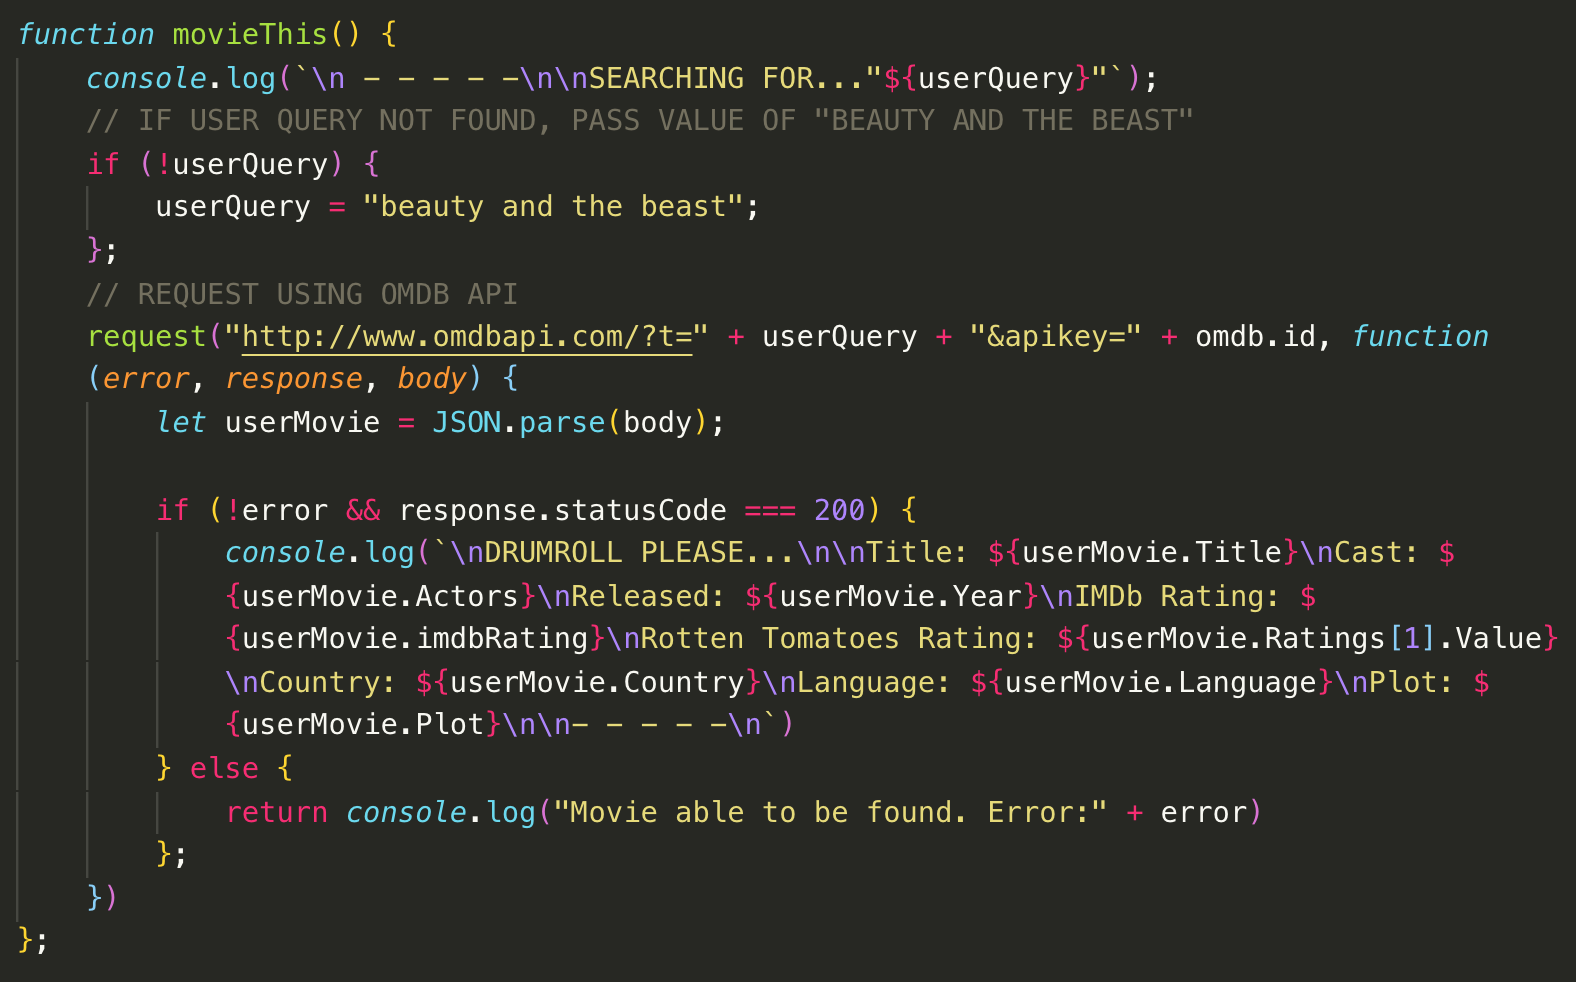 function movieThis() {
    console.log(`\n - - - - -\n\nSEARCHING FOR..."${userQuery}"`);
    // IF USER QUERY NOT FOUND, PASS VALUE OF "BEAUTY AND THE BEAST"
    if (!userQuery) {
        userQuery = "beauty and the beast";
    };
    // REQUEST USING OMDB API
    request("http://www.omdbapi.com/?t=" + userQuery + "&apikey=" + omdb.id, function
    (error, response, body) {
        let userMovie = JSON.parse(body);

        if (!error && response.statusCode === 200) {
            console.log(`\nDRUMROLL PLEASE...\n\nTitle: ${userMovie.Title}\nCast: $
            {userMovie.Actors}\nReleased: ${userMovie.Year}\nIMDb Rating: $
            {userMovie.imdbRating}\nRotten Tomatoes Rating: ${userMovie.Ratings[1].Value}
            \nCountry: ${userMovie.Country}\nLanguage: ${userMovie.Language}\nPlot: $
            {userMovie.Plot}\n\n- - - - -\n`)
        } else {
            return console.log("Movie able to be found. Error:" + error)
        };
    })
};